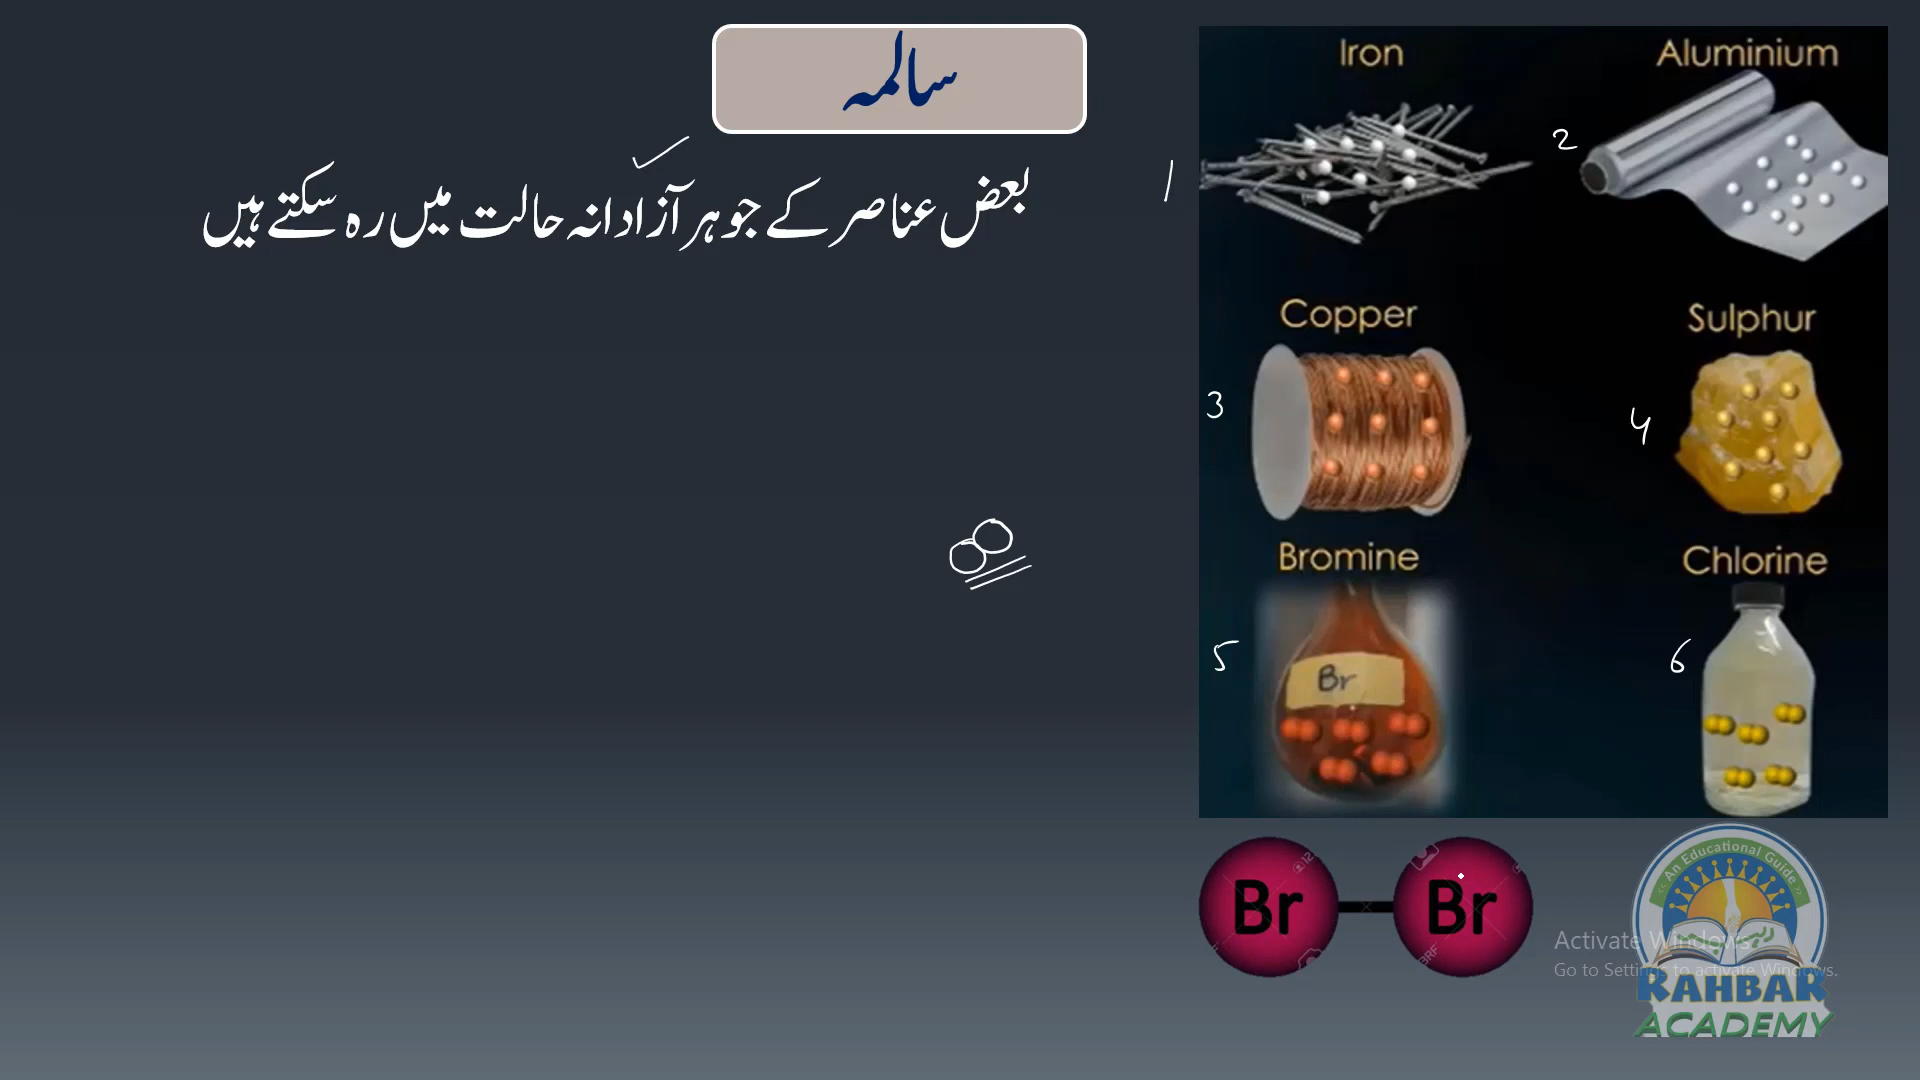 سالمہ
بعض عناصر کے جوہر آزادانہ حالت میں رہ سکتے ہیں
Iron
Aluminium
1
2
Copper
Sulphur
3
4
Bromine
Chlorine
Br
5
6
Br
Br
An Educational Guide
Activate Windows
Go to Settings to activate Windows.
RAHBAR
ACADEMY